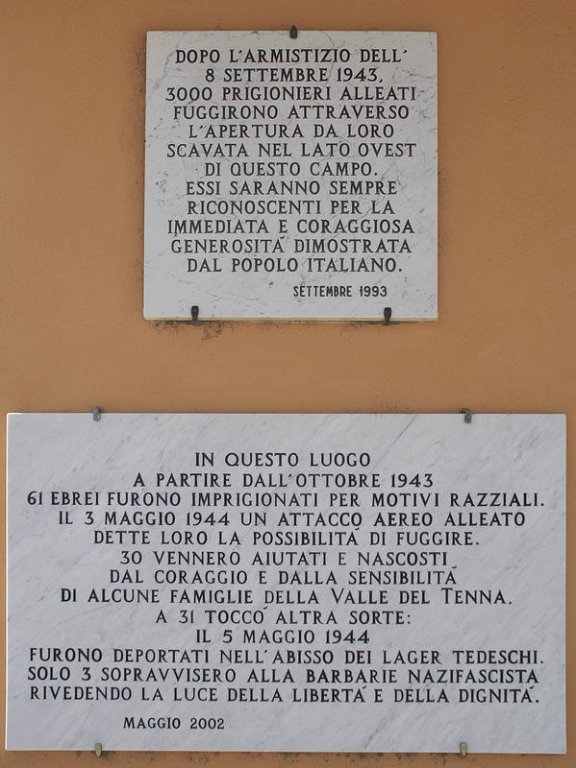 DOPO L'ARMISTIZIO DELL'
8 SETTEMBRE 1943,
3000 PRIGIONIERI ALLEATI
FUGGIRONO ATTRAVERSO
L'APERTURA DA LORO
SCAVATA NEL LATO OVEST
DI QUESTO CAMPO.
ESSI SARANNO SEMPRE
RICONOSCENTI PER LA
IMMEDIATA E CORAGGIOSA
GENEROSITÀ DIMOSTRATA
DAL POPOLO ITALIANO.
SETTEMBRE 1993
IN QUESTO LUOGO
A PARTIRE DALL'OTTOBRE 1943
61 EBREI FURONO IMPRIGIONATI PER MOTIVI RAZZIALI.
IL 3 MAGGIO 1944 UN ATTACCO AEREO ALLEATO
DETTE LORO LA POSSIBILITÀ DI FUGGIRE.
30 VENNERO AIUTATI E NASCOSTI
DAL CORAGGIO E DALLA SENSIBILITÀ
DI ALCUNE FAMIGLIE DELLA VALLE DEL TENNA.
A 31 TOCCÒ ALTRA SORTE:
IL 5 MAGGIO 1944
FURONO DEPORTATI NELL'ABISSO DEI LAGER TEDESCHI.
SOLO 3 SOPRAVVISERO ALLA BARBARIE NAZIFASCISTA
RIVEDENDO LA LUCE DELLA LIBERTÀ E DELLA DIGNITÀ.
MAGGIO 2002